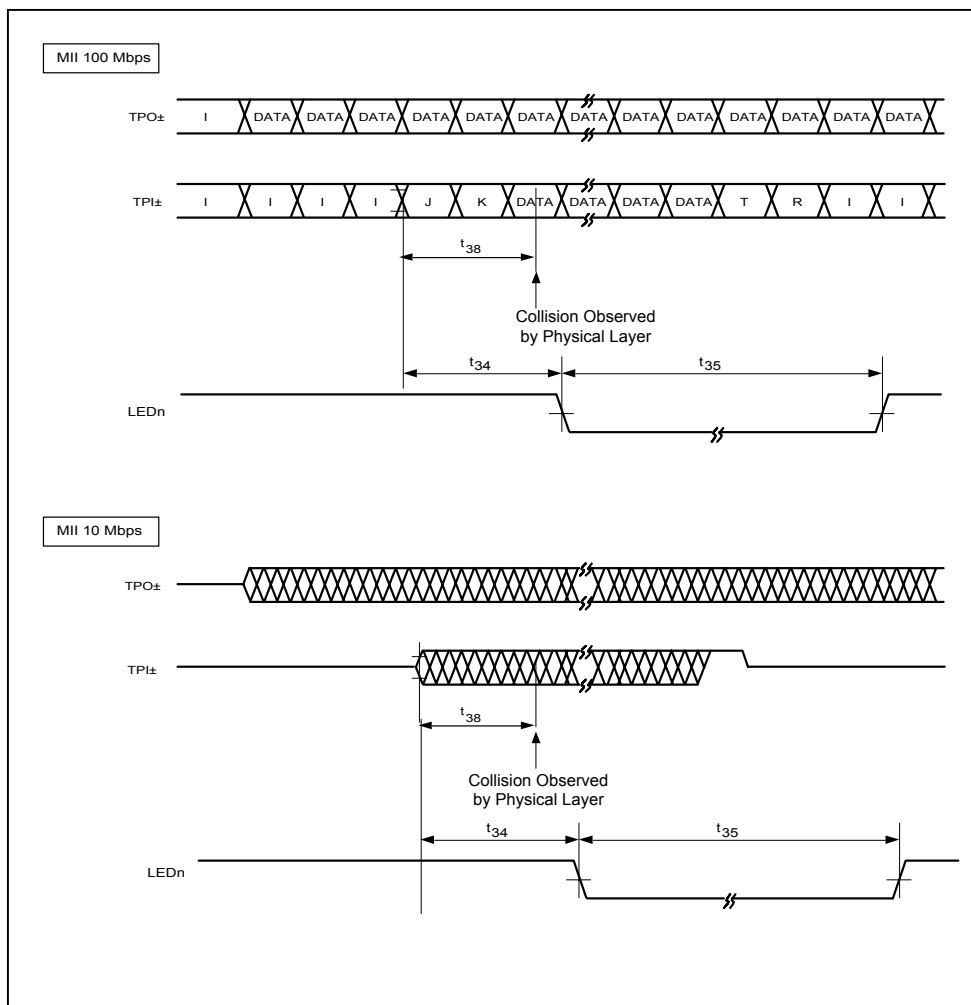 MII 100 Mbps
TPO± I DATA DATA DATA DATA DATA DATA DATA DATA DATA DATA DATA DATA DATA
TPI± I I I I J K DATA DATA DATA DATA T R I I
t38
Collision Observed
by Physical Layer
t34 t35
LEDn
MII 10 Mbps
TPO±
TPI±
t38
Collision Observed
by Physical Layer
t34 t35
LEDn